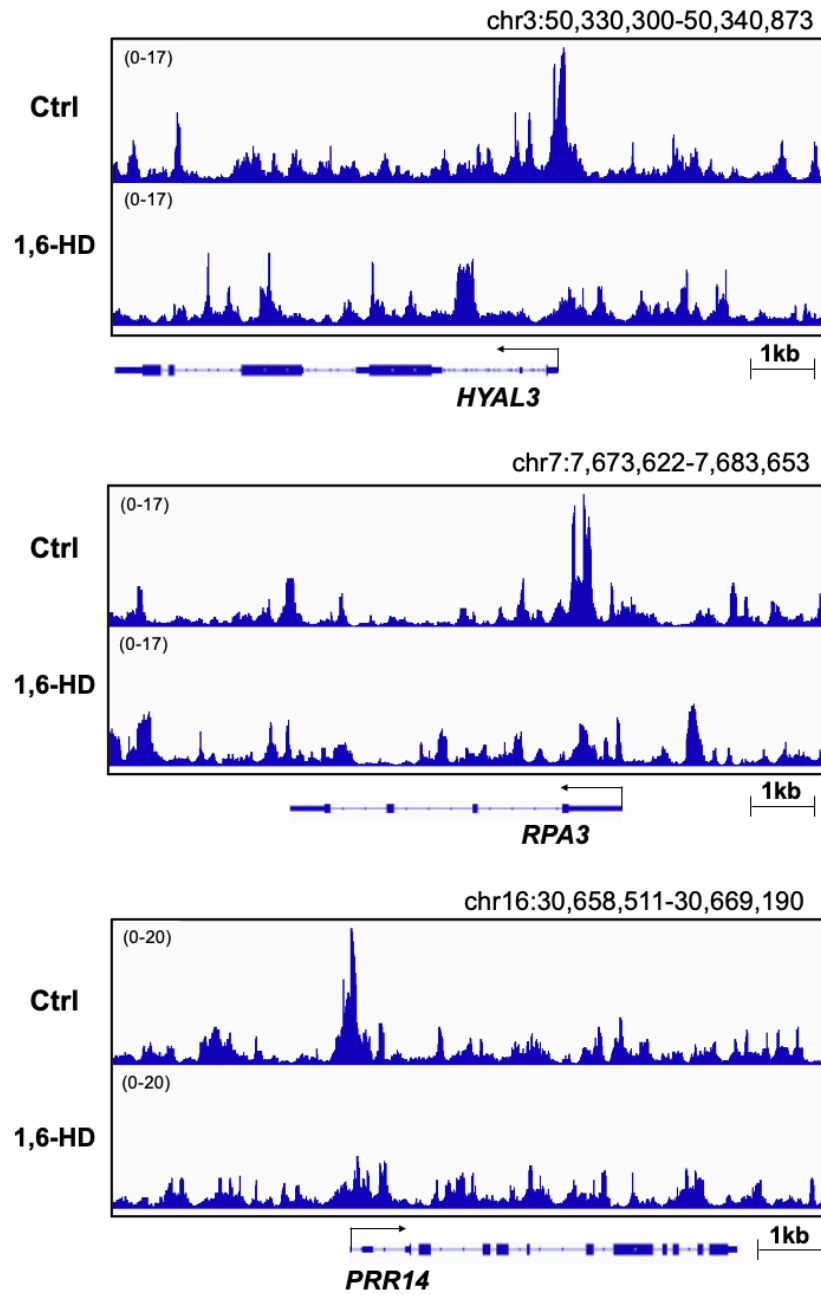 chr3:50,330,300-50,340,873
(0-17)
Ctrl
(0-17)
1,6-HD
1kb
HYAL3
chr7:7,673,622-7,683,653
(0-17)
Ctrl
(0-17)
1,6-HD
1kb
RPA3
chr16:30,658,511-30,669,190
(0-20)
Ctrl
(0-20)
1,6-HD
1kb
PRR14